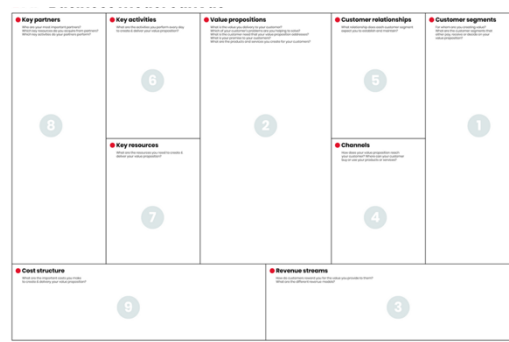 Key partners
Who are your most important partners?
Which key resources do you acquire from partners?
Which key activities do your partners perform?
8
Key activities
What are the activities you perform every day
to create & deliver your value proposition?
6
Key resources
What are the resources you need to create &
deliver your value proposition?
7
Value propositions
What is the value you deliver to your customer?
Which of your customer's problems are you helping to solve?
What is the customer need that your value proposition addresses?
What is your promise to your customers?
What are the products and services you create for your customers?
2
Customer relationships
What relationship does each customer segment
expect you to establish and maintain?
5
Channels
How does your value proposition reach
your customer? Where can your customer
buy or use your products or services?
4
Customer segments
For whom are you creating value?
What are the customer segments that
either pay, receive or decide on your
value proposition?
1
Cost structure
What are the important costs you make
to create & deliver your value proposition?
9
Revenue streams
How do customers reward you for the value you provide to them?
What are the different revenue models?
3